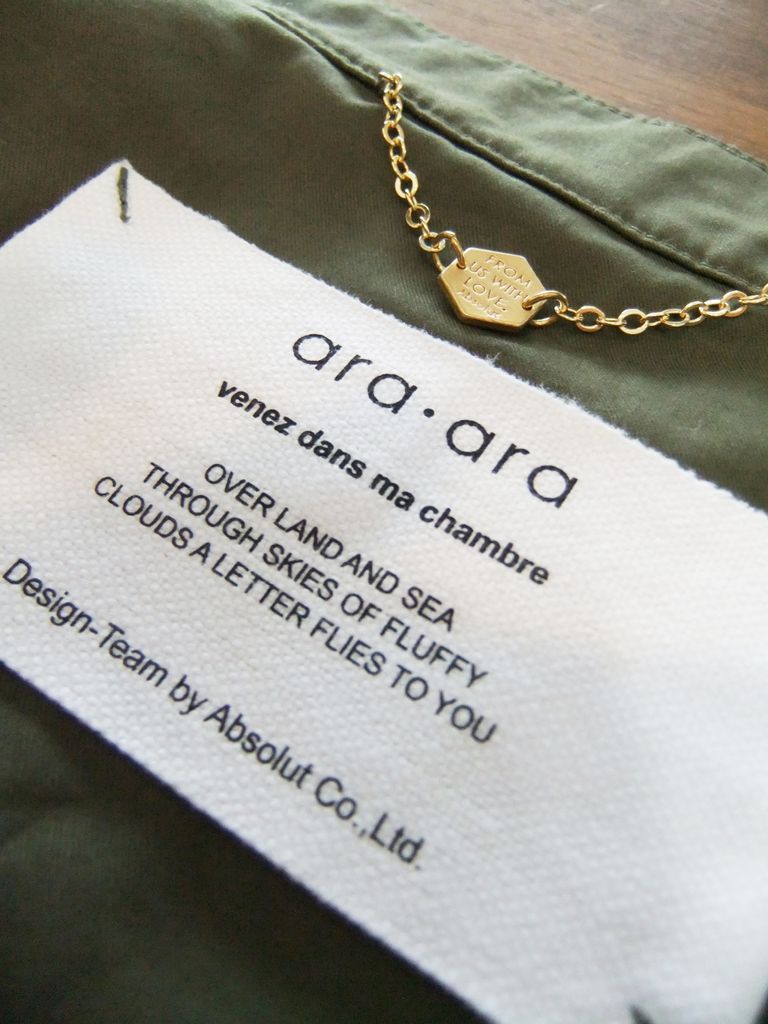 FROM
US WITH
LOVE.
ara·ara
venez dans ma chambre
OVER LAND AND SEA
THROUGH SKIES OF FLUFFY
CLOUDS A LETTER FLIES TO YOU
Design-Team by Absolut Co.,Ltd.